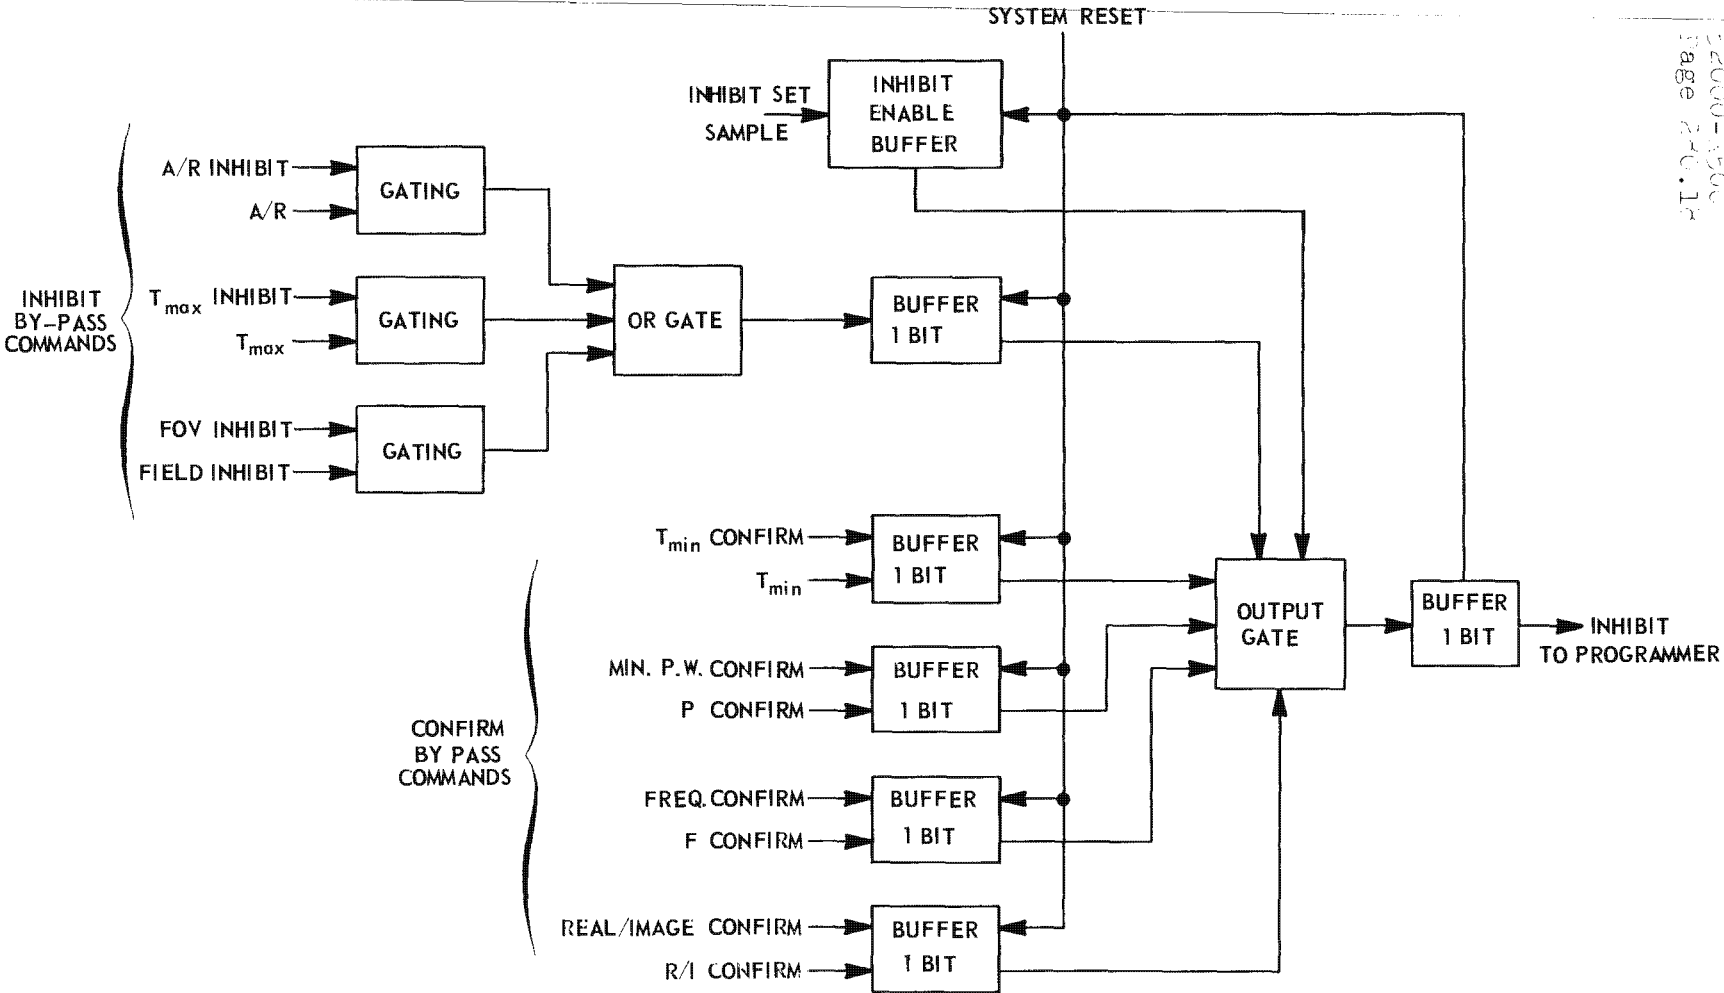 SYSTEM RESET
INHIBIT SET
SAMPLE
INHIBIT
ENABLE
BUFFER
INHIBIT
BY-PASS
COMMANDS
A/R INHIBIT
A/R
GATING
Tmax INHIBIT
Tmax
GATING
FOV INHIBIT
FIELD INHIBIT
GATING
OR GATE
BUFFER
1 BIT
CONFIRM
BY PASS
COMMANDS
Tmin CONFIRM
Tmin
BUFFER
1 BIT
MIN. P.W. CONFIRM
P CONFIRM
BUFFER
1 BIT
FREQ. CONFIRM
F CONFIRM
BUFFER
1 BIT
REAL/IMAGE CONFIRM
R/I CONFIRM
BUFFER
1 BIT
OUTPUT
GATE
BUFFER
1 BIT
INHIBIT
TO PROGRAMMER
Page